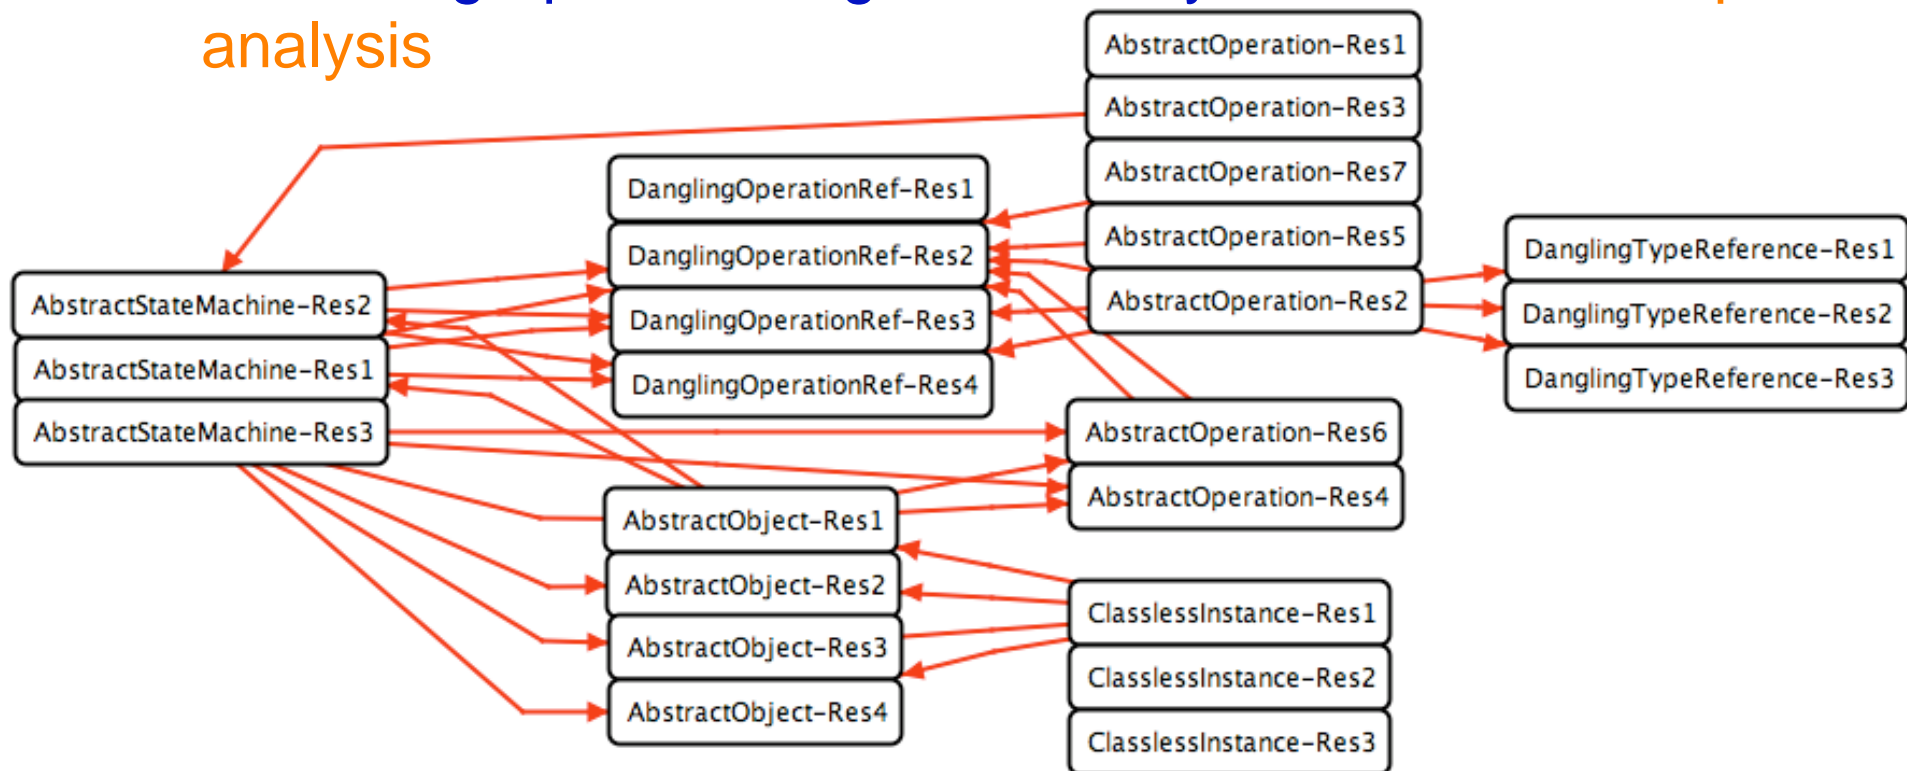 analysis
AbstractOperation-Res1
AbstractOperation-Res3
AbstractOperation-Res7
AbstractOperation-Res5
AbstractOperation-Res2
DanglingOperationRef-Res1
DanglingOperationRef-Res2
DanglingOperationRef-Res3
DanglingOperationRef-Res4
DanglingTypeReference-Res1
DanglingTypeReference-Res2
DanglingTypeReference-Res3
AbstractStateMachine-Res2
AbstractStateMachine-Res1
AbstractStateMachine-Res3
AbstractOperation-Res6
AbstractOperation-Res4
AbstractObject-Res1
AbstractObject-Res2
AbstractObject-Res3
AbstractObject-Res4
ClasslessInstance-Res1
ClasslessInstance-Res2
ClasslessInstance-Res3